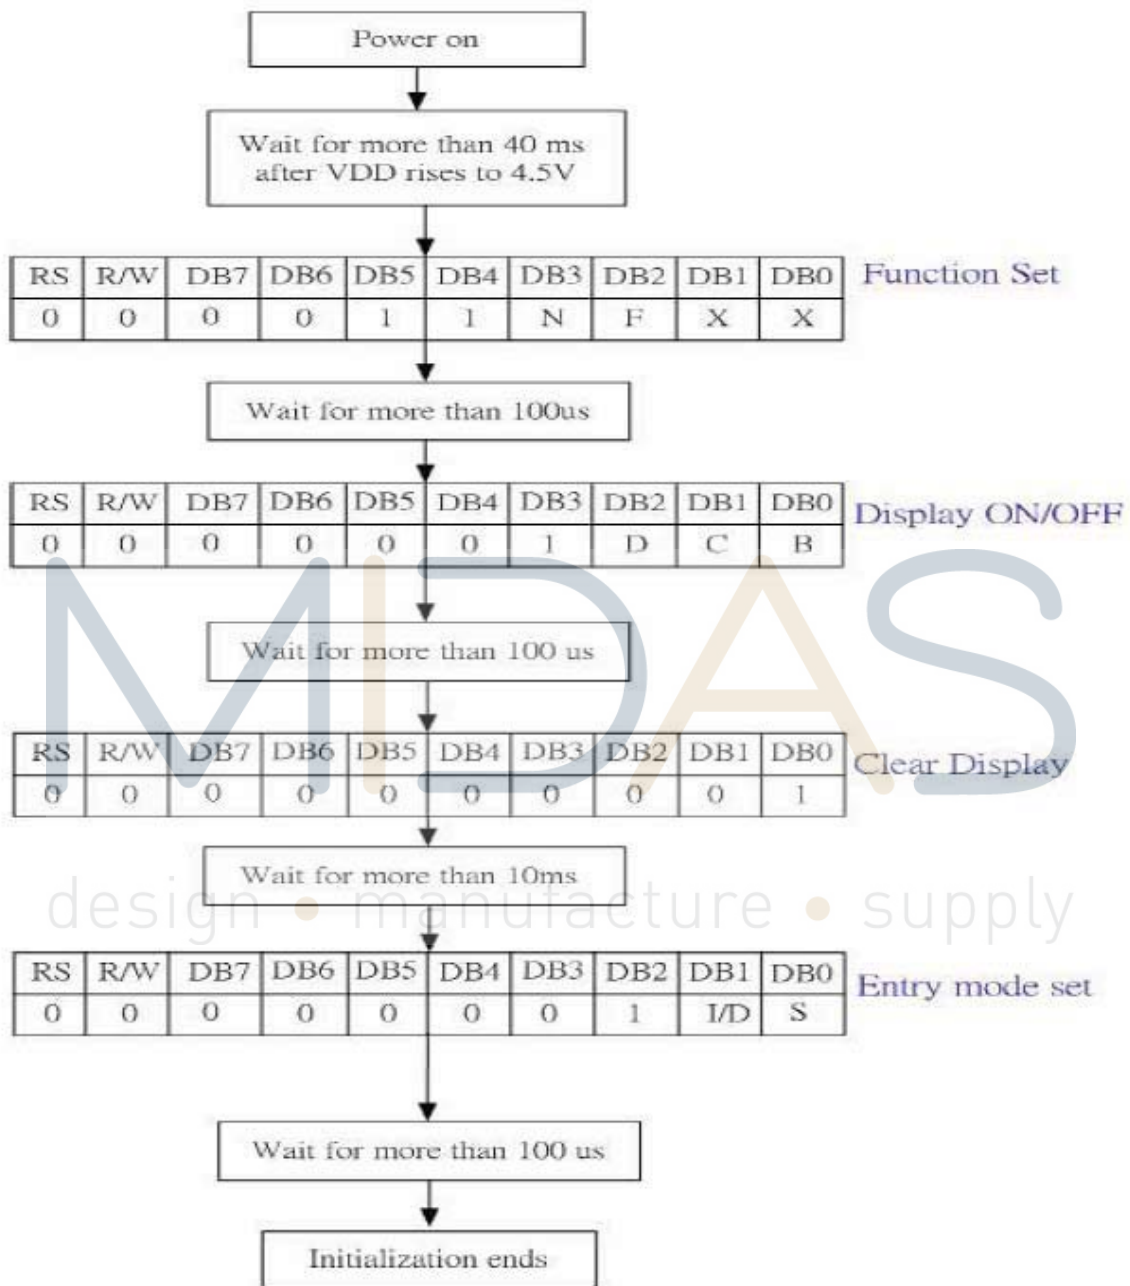 Power on
Wait for more than 40 ms
after VDD rises to 4.5V
RS R/W DB7 DB6 DB5 DB4 DB3 DB2 DB1 DB0 Function Set
0 0 0 0 1 1 N F X X
Wait for more than 100us
RS R/W DB7 DB6 DB5 DB4 DB3 DB2 DB1 DB0 Display ON/OFF
0 0 0 0 0 0 1 D C B
MIDAS
Wait for more than 100 us
RS R/W DB7 DB6 DB5 DB4 DB3 DB2 DB1 DB0 Clear Display
0 0 0 0 0 0 0 0 0 1
Wait for more than 10ms
design • manufacture • supply
RS R/W DB7 DB6 DB5 DB4 DB3 DB2 DB1 DB0 Entry mode set
0 0 0 0 0 0 0 1 I/D S
Wait for more than 100 us
Initialization ends